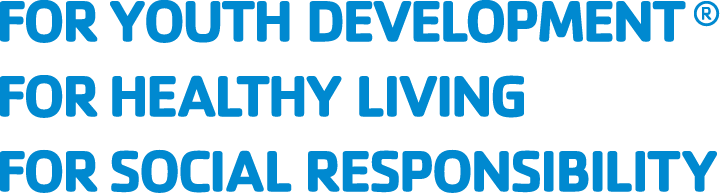 FOR YOUTH DEVELOPMENT®
FOR HEALTHY LIVING
FOR SOCIAL RESPONSIBILITY